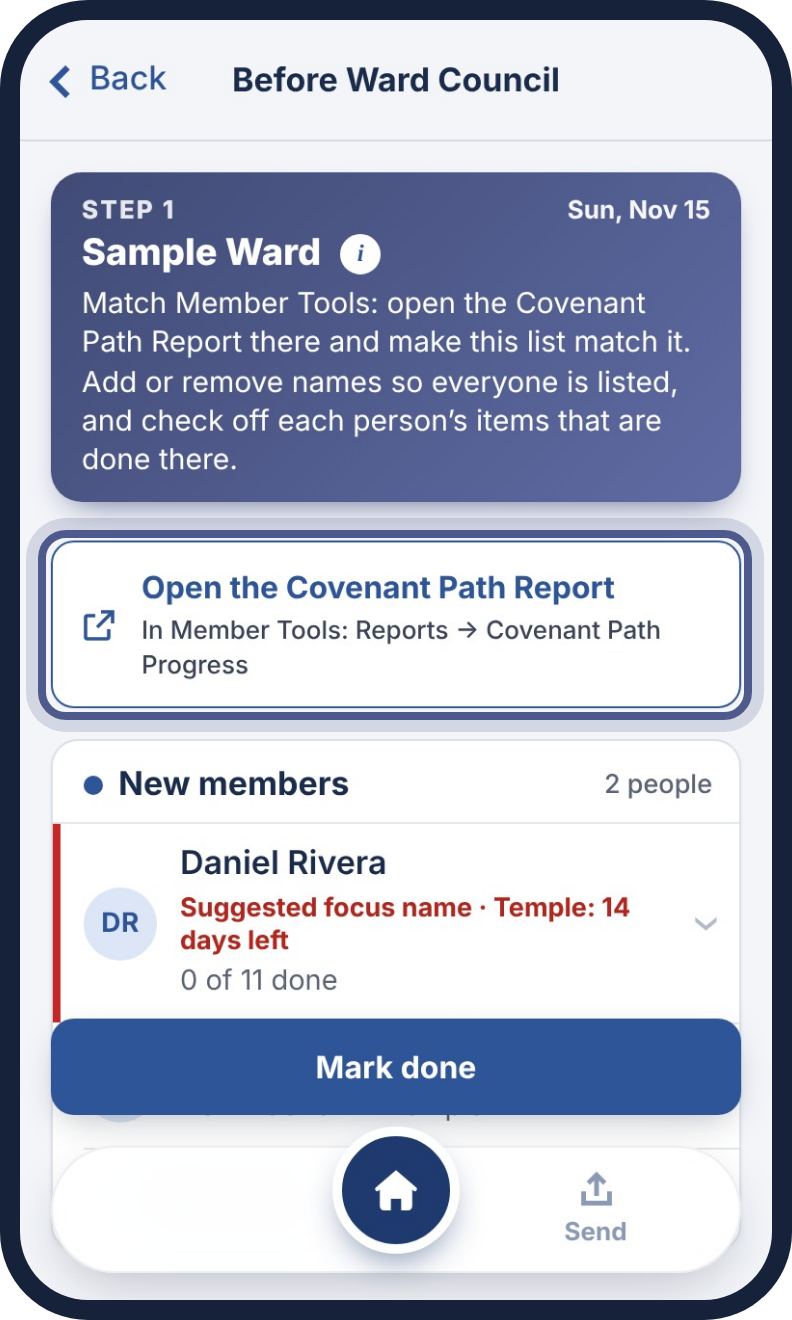 Back
Before Ward Council
STEP 1
Sun, Nov 15
Sample Ward i
Match Member Tools: open the Covenant
Path Report there and make this list match it.
Add or remove names so everyone is listed,
and check off each person’s items that are
done there.
Open the Covenant Path Report
In Member Tools: Reports → Covenant Path
Progress
New members
2 people
Daniel Rivera
DR
Suggested focus name · Temple: 14
days left
0 of 11 done
Mark done
Send